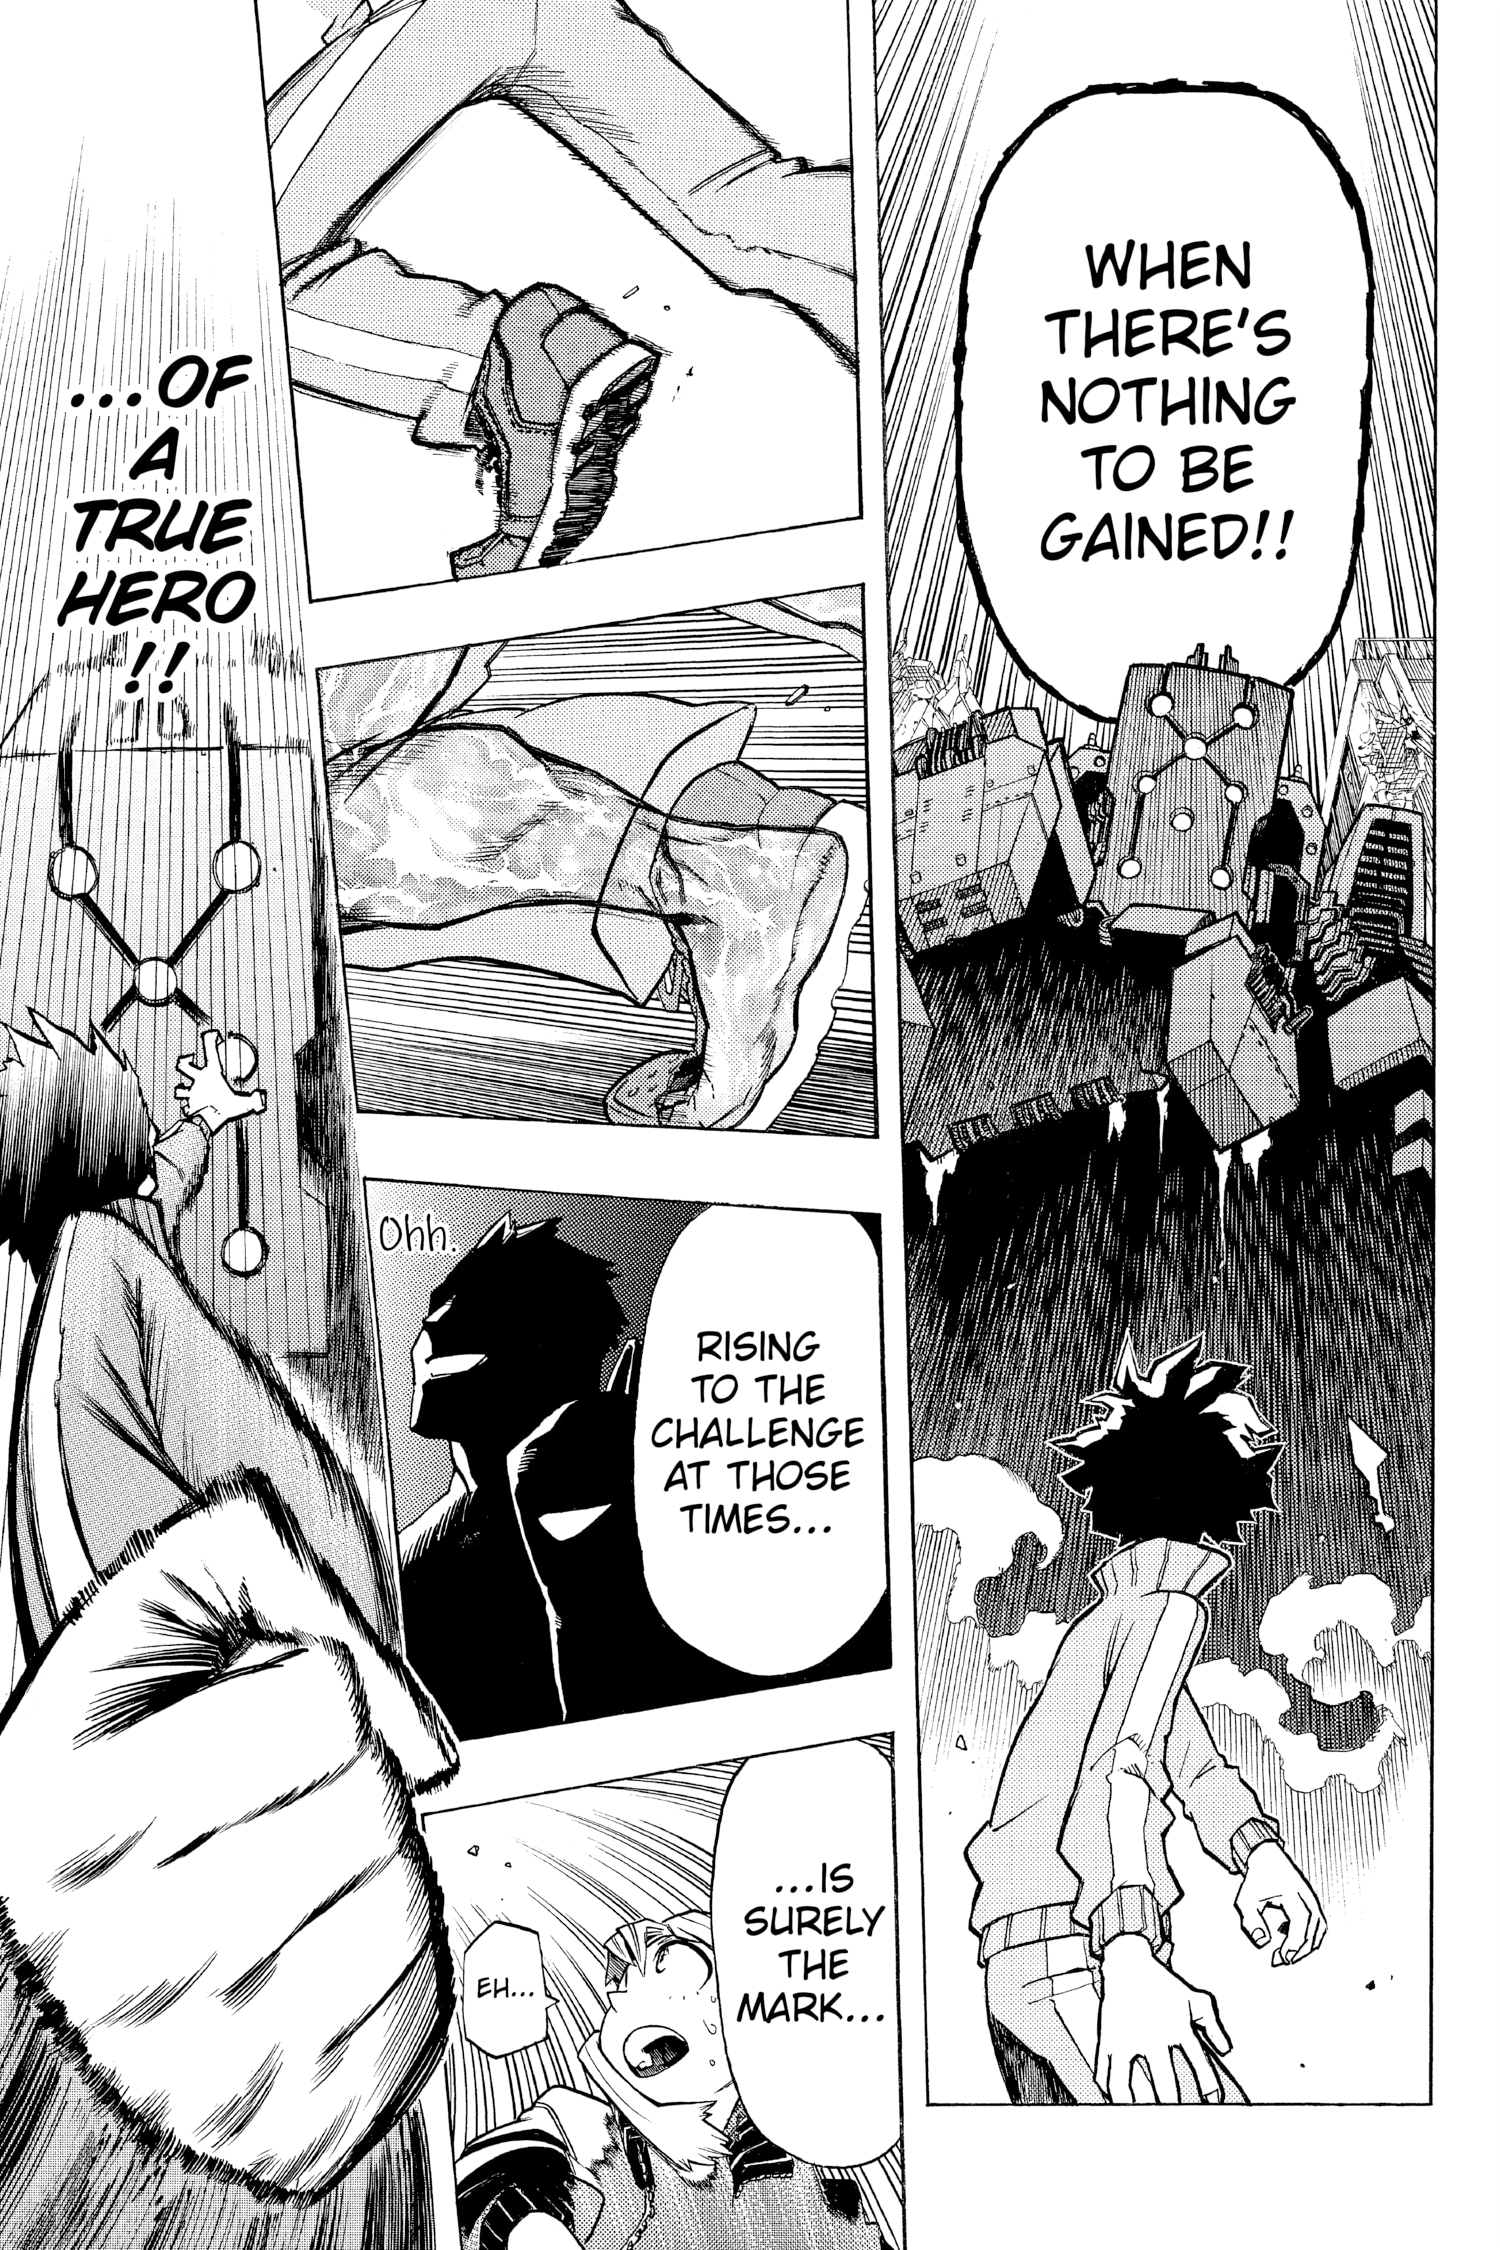 WHEN
THERE'S
NOTHING
TO BE
GAINED!!
Ohh.
RISING
TO THE
CHALLENGE
AT THOSE
TIMES...
...IS
SURELY
THE
MARK...
EH...
...OF
A
TRUE
HERO
!!